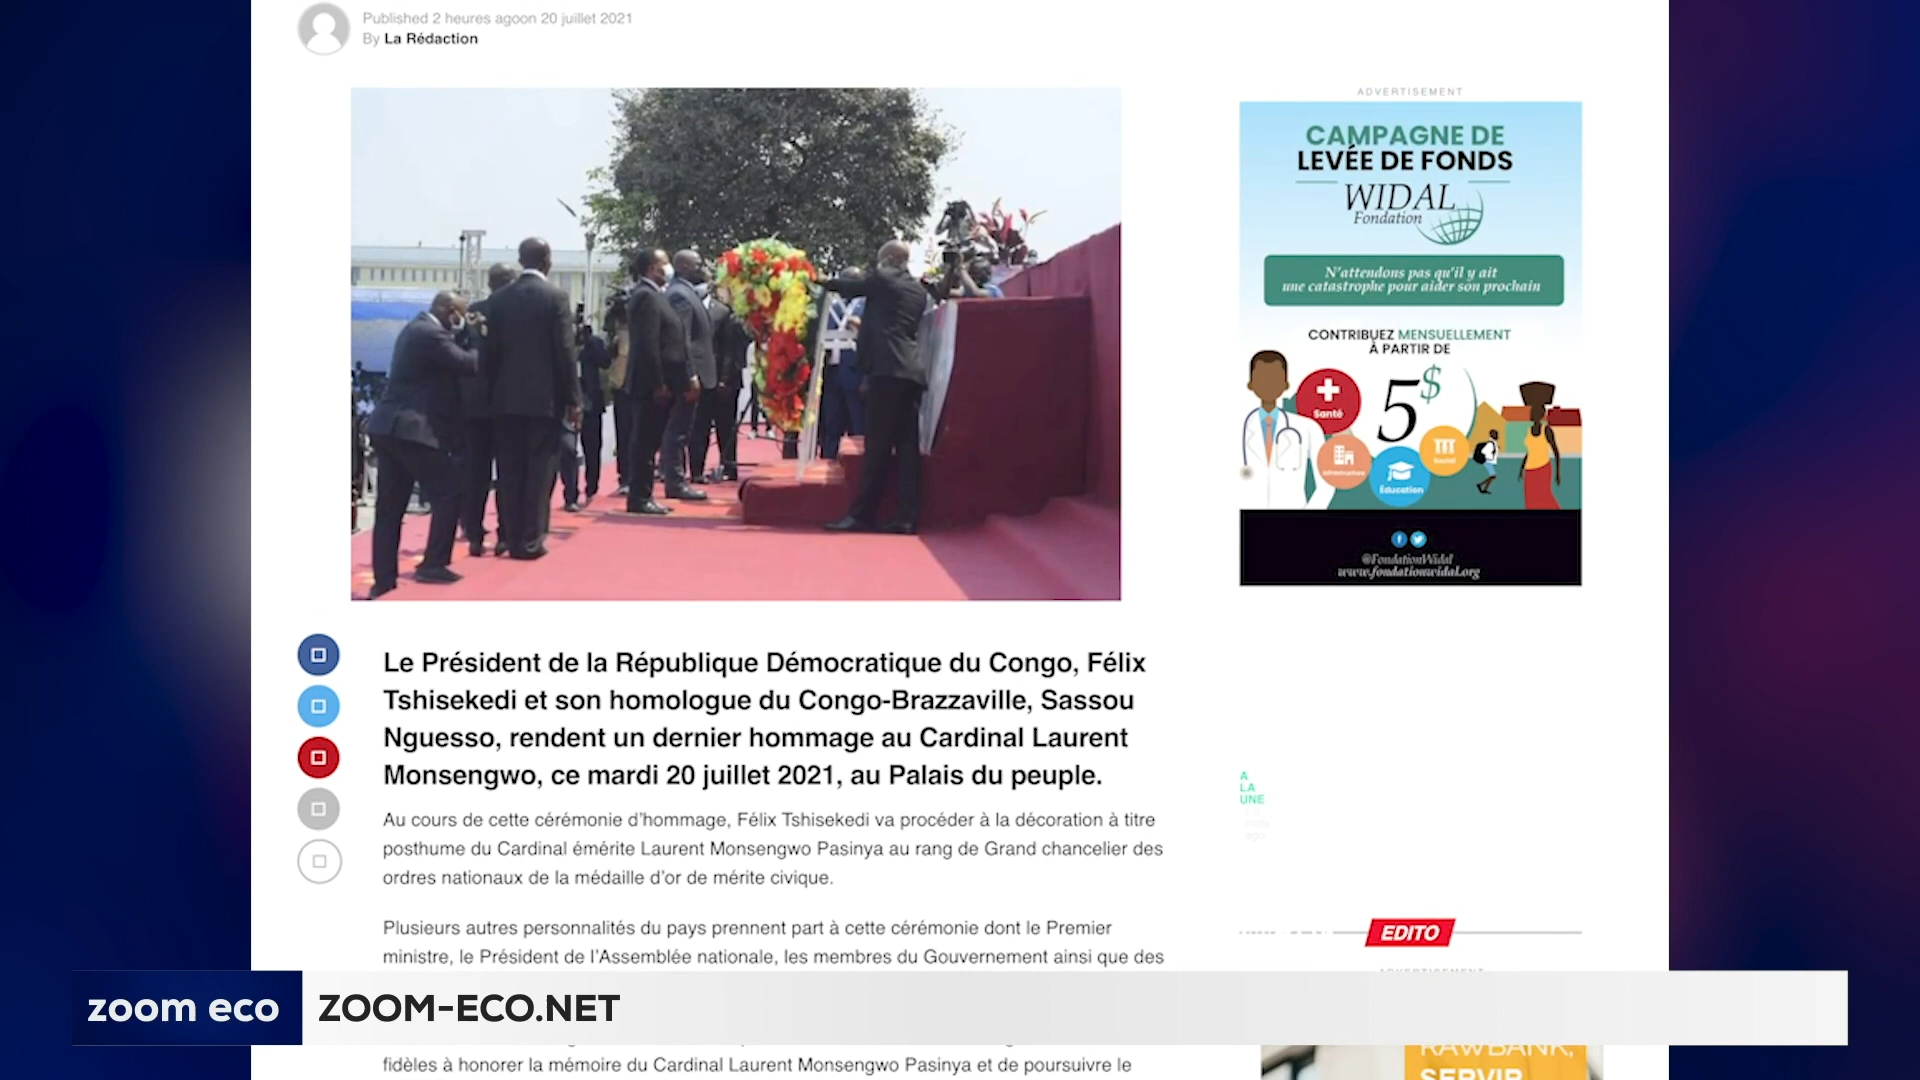 Published 2 heures agoon 20 juillet 2021
By La Rédaction
ADVERTISEMENT
CAMPAGNE DE
LEVÉE DE FONDS
WIDAL
Fondation
N'attendons pas qu'il y ait
une catastrophe pour aider son prochain
CONTRIBUEZ MENSUELLEMENT
À PARTIR DE
5$
Santé
Infrastructure
Éducation
Social
@FondationWidal
www.fondationwidal.org
Le Président de la République Démocratique du Congo, Félix
Tshisekedi et son homologue du Congo-Brazzaville, Sassou
Nguesso, rendent un dernier hommage au Cardinal Laurent
Monsengwo, ce mardi 20 juillet 2021, au Palais du peuple.
Au cours de cette cérémonie d'hommage, Félix Tshisekedi va procéder à la décoration à titre
posthume du Cardinal émérite Laurent Monsengwo Pasinya au rang de Grand chancelier des
ordres nationaux de la médaille d'or de mérite civique.
Plusieurs autres personnalités du pays prennent part à cette cérémonie dont le Premier
ministre, le Président de l'Assemblée nationale, les membres du Gouvernement ainsi que des
A
LA
UNE
ago
EDITO
ADVERTISEMENT
zoom eco
ZOOM-ECO.NET
fidèles à honorer la mémoire du Cardinal Laurent Monsengwo Pasinya et de poursuivre le
RAWBANK,
SERVIR